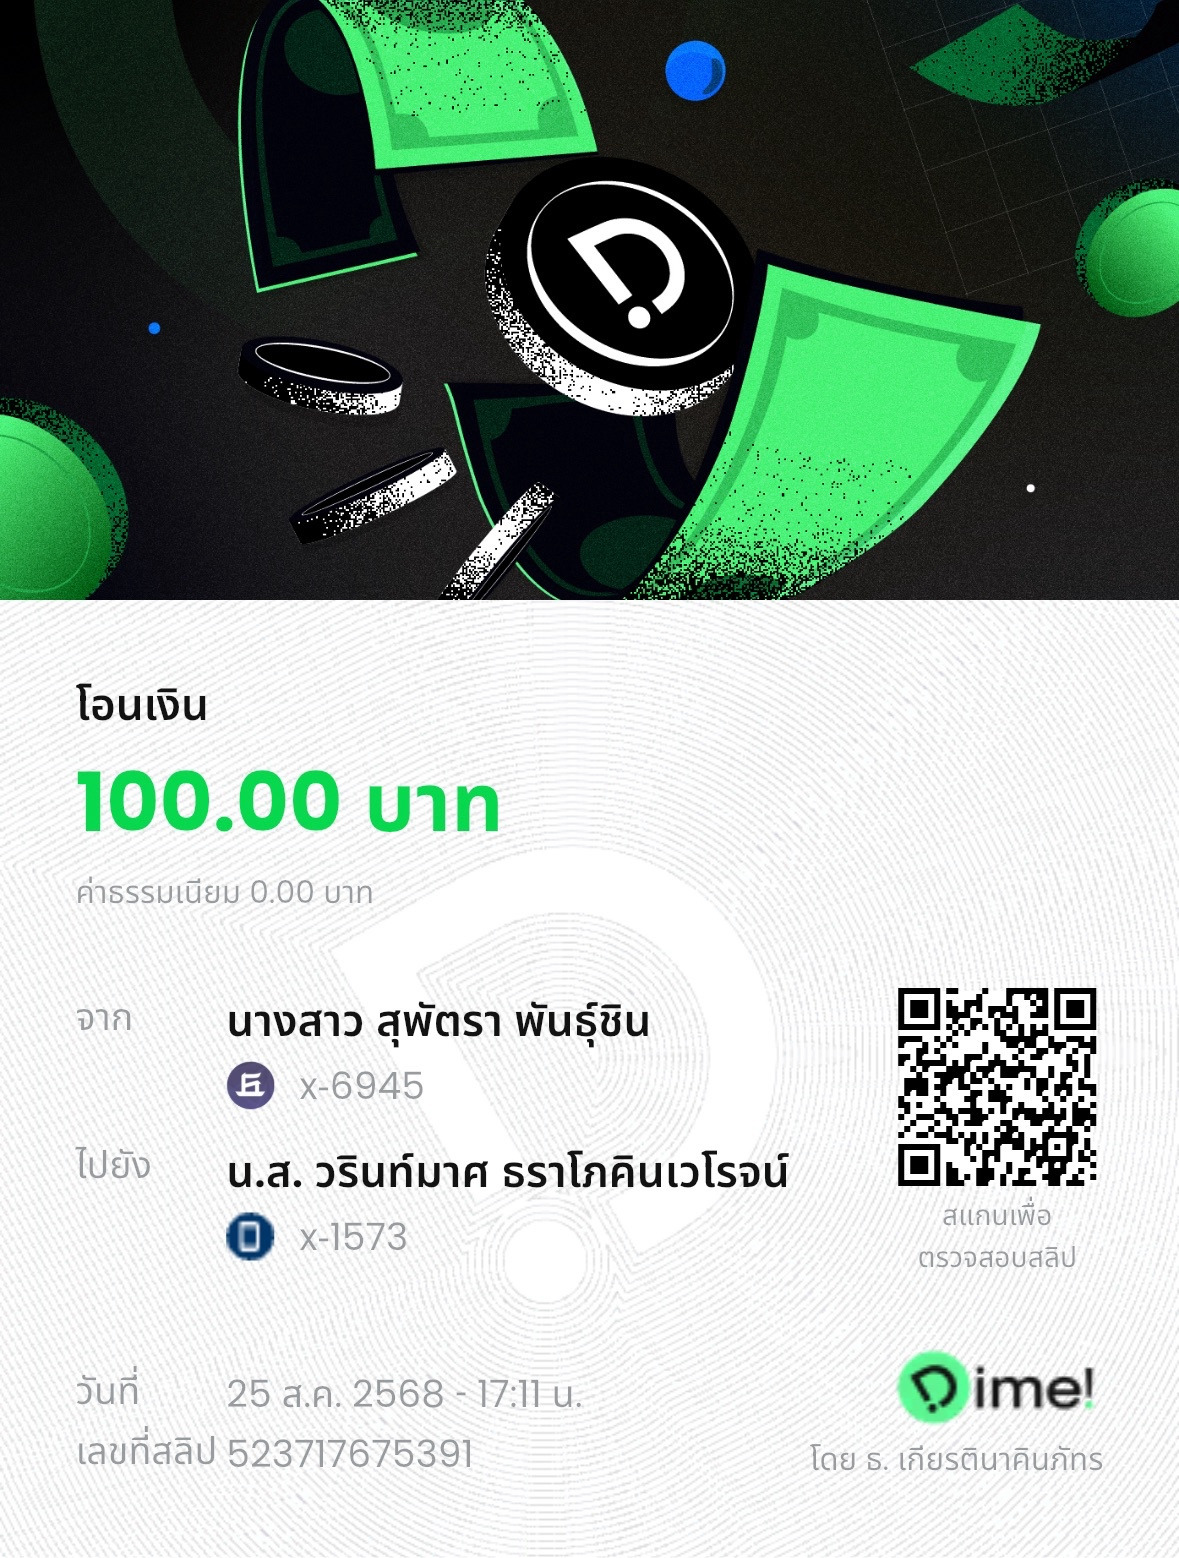 โอนเงิน
100.00 บาท
ค่าธรรมเนียม 0.00 บาท
จาก
นางสาว สุพัตรา พันธุ์ชิน
x-6945
ไปยัง
น.ส. วรินท์มาศ ธราโภคินเวโรจน์
x-1573
สแกนเพื่อ
ตรวจสอบสลิป
วันที่ 25 ส.ค. 2568 - 17:11 น.
เลขที่สลิป 523717675391
Dime!
โดย ธ. เกียรตินาคินภัทร